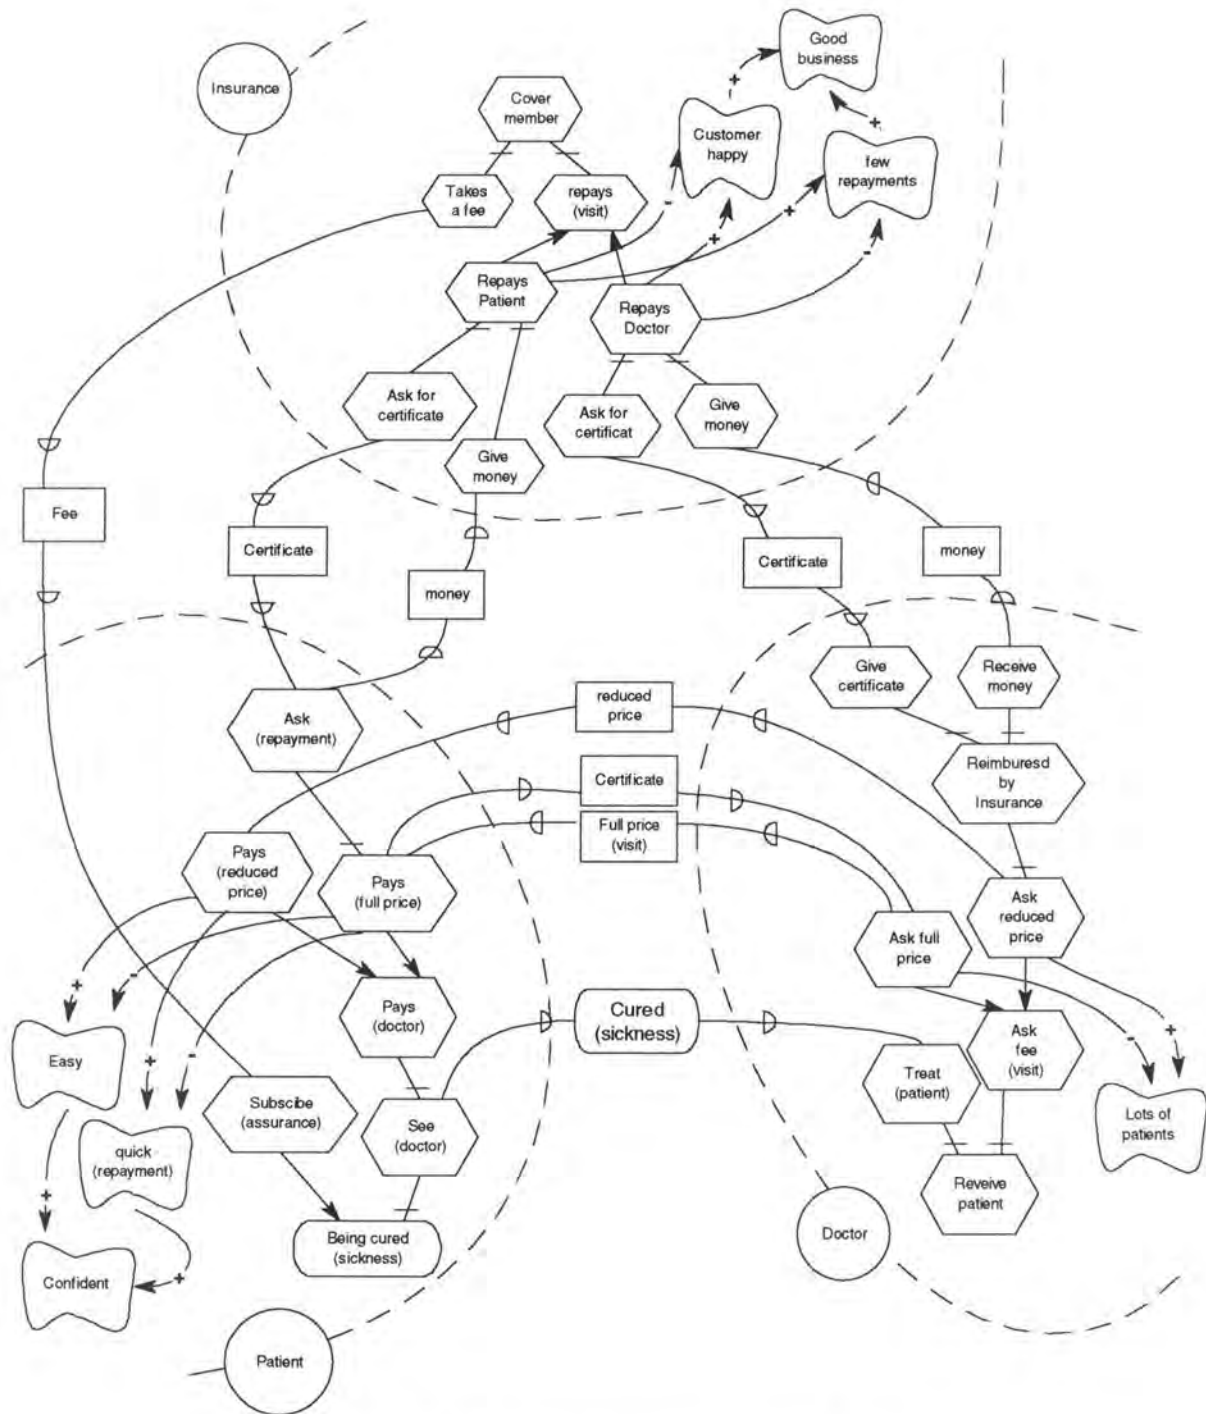 Good
business
Insurance
Cover
member
Customer
happy
few
repayments
Takes
a fee
repays
(visit)
+
+
-
+
+
-
Repays
Patient
Repays
Doctor
Ask for
certificate
Ask for
certificat
Give
money
Give
money
Fee
Certificate
money
Certificate
money
Give
certificate
Receive
money
Ask
(repayment)
reduced
price
Reimburesd
by
Insurance
Certificate
Full price
(visit)
Pays
(reduced
price)
Pays
(full price)
Ask
reduced
price
Ask full
price
Pays
(doctor)
Cured
(sickness)
Ask
fee
(visit)
+
-
+
-
+
-
Easy
Treat
(patient)
Subscibe
(assurance)
See
(doctor)
Lots of
patients
quick
(repayment)
Reveive
patient
+
+
Being cured
(sickness)
Doctor
Confident
Patient